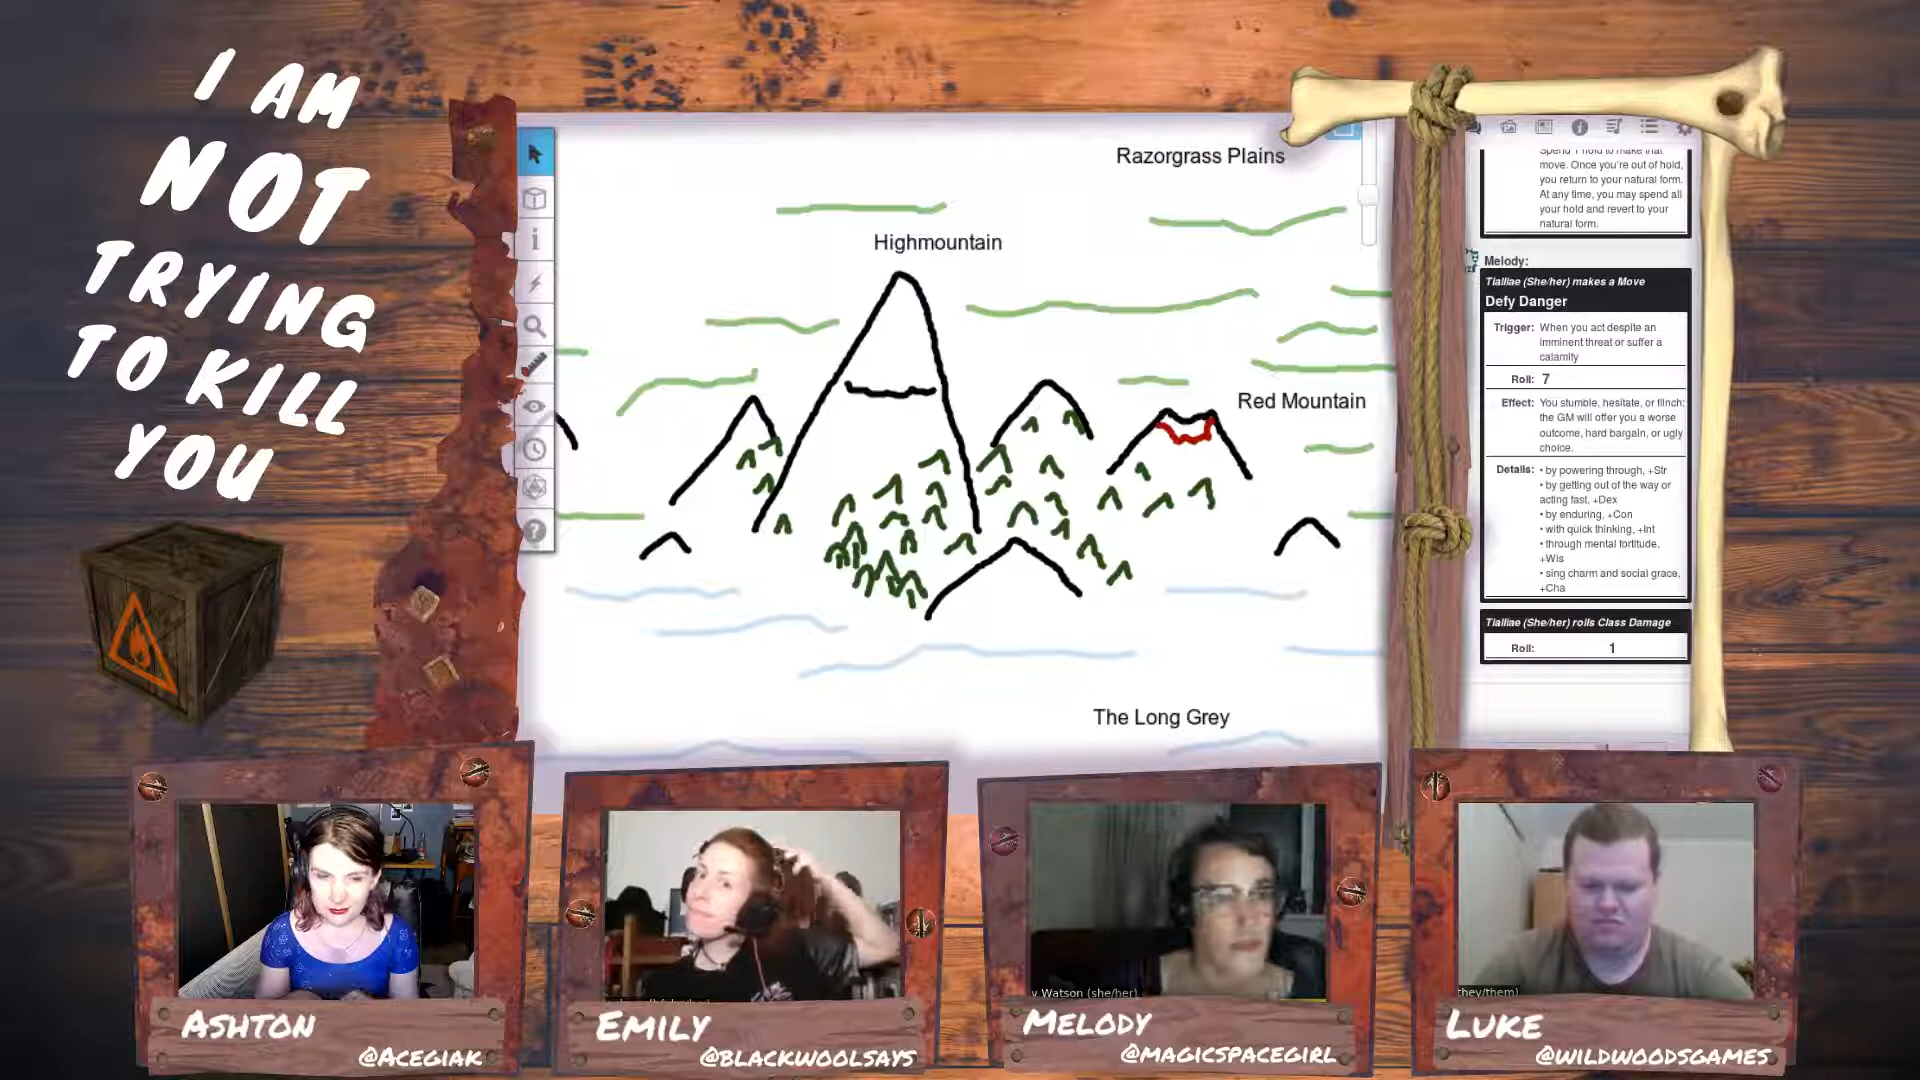 I AM
NOT
TRYING
TO KILL
YOU
Razorgrass Plains
Highmountain
Red Mountain
The Long Grey
move. Once you're out of hold,
you return to your natural form.
At any time, you may spend all
your hold and revert to your
natural form.
Melody:
Tialliae (She/her) makes a Move
Defy Danger
Trigger: When you act despite an
imminent threat or suffer a
calamity
Roll: 7
Effect: You stumble, hesitate, or flinch:
the GM will offer you a worse
outcome, hard bargain, or ugly
choice.
Details: • by powering through, +Str
• by getting out of the way or
acting fast, +Dex
• by enduring, +Con
• with quick thinking, +Int
• through mental fortitude,
+Wis
• sing charm and social grace,
+Cha
Tialliae (She/her) rolls Class Damage
Roll: 1
y Watson (she/her)
they/them)
ASHTON
@ACEGIAK
EMILY
@BLACKWOOLSAYS
MELODY
@MAGICSPACEGIRL
LUKE
@WILDWOODSGAMES